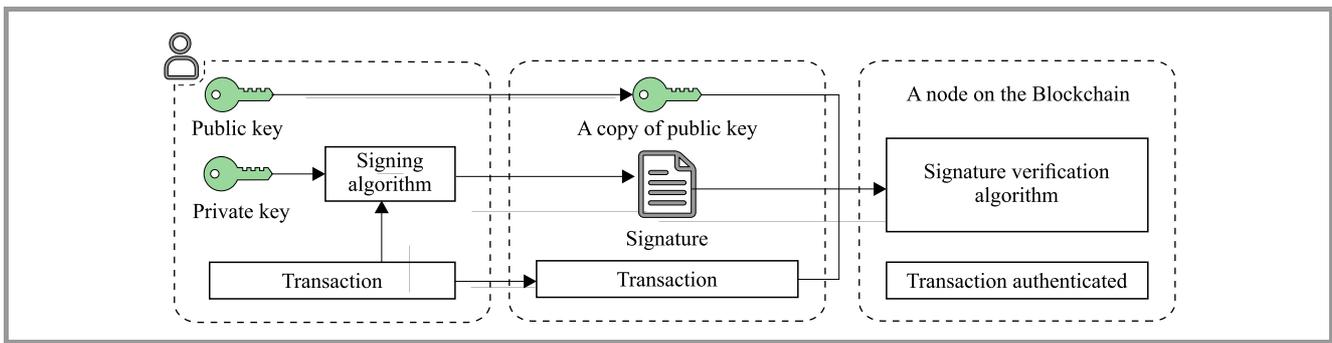 Public key
Private key
Signing
algorithm
Transaction
A copy of public key
Signature
Transaction
A node on the Blockchain
Signature verification
algorithm
Transaction authenticated